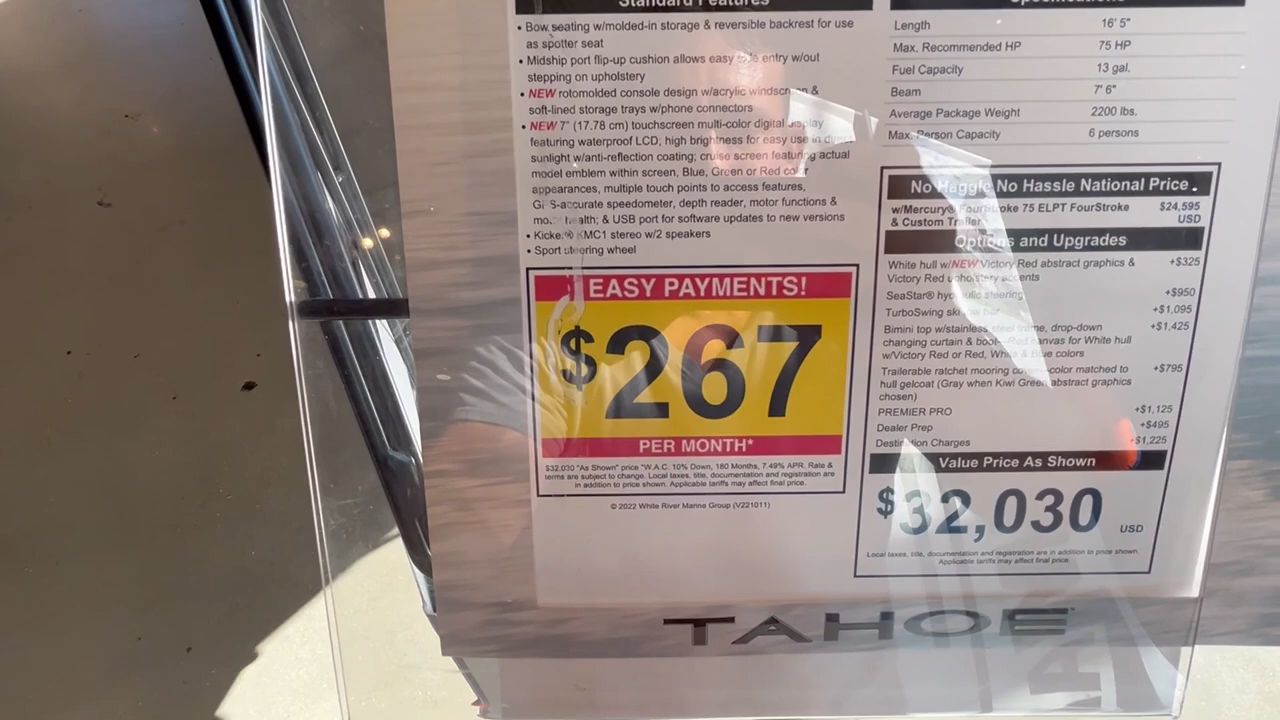 Standard Features
• Bow seating w/molded-in storage & reversible backrest for use
as spotter seat
• Midship port flip-up cushion allows easy side entry w/out
stepping on upholstery
• NEW rotomolded console design w/acrylic windscreen &
soft-lined storage trays w/phone connectors
• NEW 7" (17.78 cm) touchscreen multi-color digital display
featuring waterproof LCD; high brightness for easy use in direct
sunlight w/anti-reflection coating; cruise screen featuring actual
model emblem within screen, Blue, Green or Red color
appearances, multiple touch points to access features,
GPS-accurate speedometer, depth reader, motor functions &
motor health; & USB port for software updates to new versions
• Kicker® KMC1 stereo w/2 speakers
• Sport steering wheel
EASY PAYMENTS!
$267
PER MONTH*
$32,030 "As Shown" price *W.A.C. 10% Down, 180 Months, 7.49% APR. Rate &
terms are subject to change. Local taxes, title, documentation and registration are
in addition to price shown. Applicable tariffs may affect final price.
© 2022 White River Marine Group (V221011)
Specifications
Length 16' 5"
Max. Recommended HP 75 HP
Fuel Capacity 13 gal.
Beam 7' 6"
Average Package Weight 2200 lbs.
Max. Person Capacity 6 persons
No Haggle No Hassle National Price
w/Mercury® FourStroke 75 ELPT FourStroke $24,595
& Custom Trailer USD
Options and Upgrades
White hull w/NEW Victory Red abstract graphics & +$325
Victory Red upholstery accents
SeaStar® hydraulic steering +$950
TurboSwing ski tow bar +$1,095
Bimini top w/stainless steel frame, drop-down +$1,425
changing curtain & boot--Red canvas for White hull
w/Victory Red or Red, White & Blue colors
Trailerable ratchet mooring cover--color matched to +$795
hull gelcoat (Gray when Kiwi Green abstract graphics
chosen)
PREMIER PRO +$1,125
Dealer Prep +$495
Destination Charges +$1,225
Value Price As Shown
$32,030 USD
Local taxes, title, documentation and registration are in addition to price shown.
Applicable tariffs may affect final price.
TAHOE